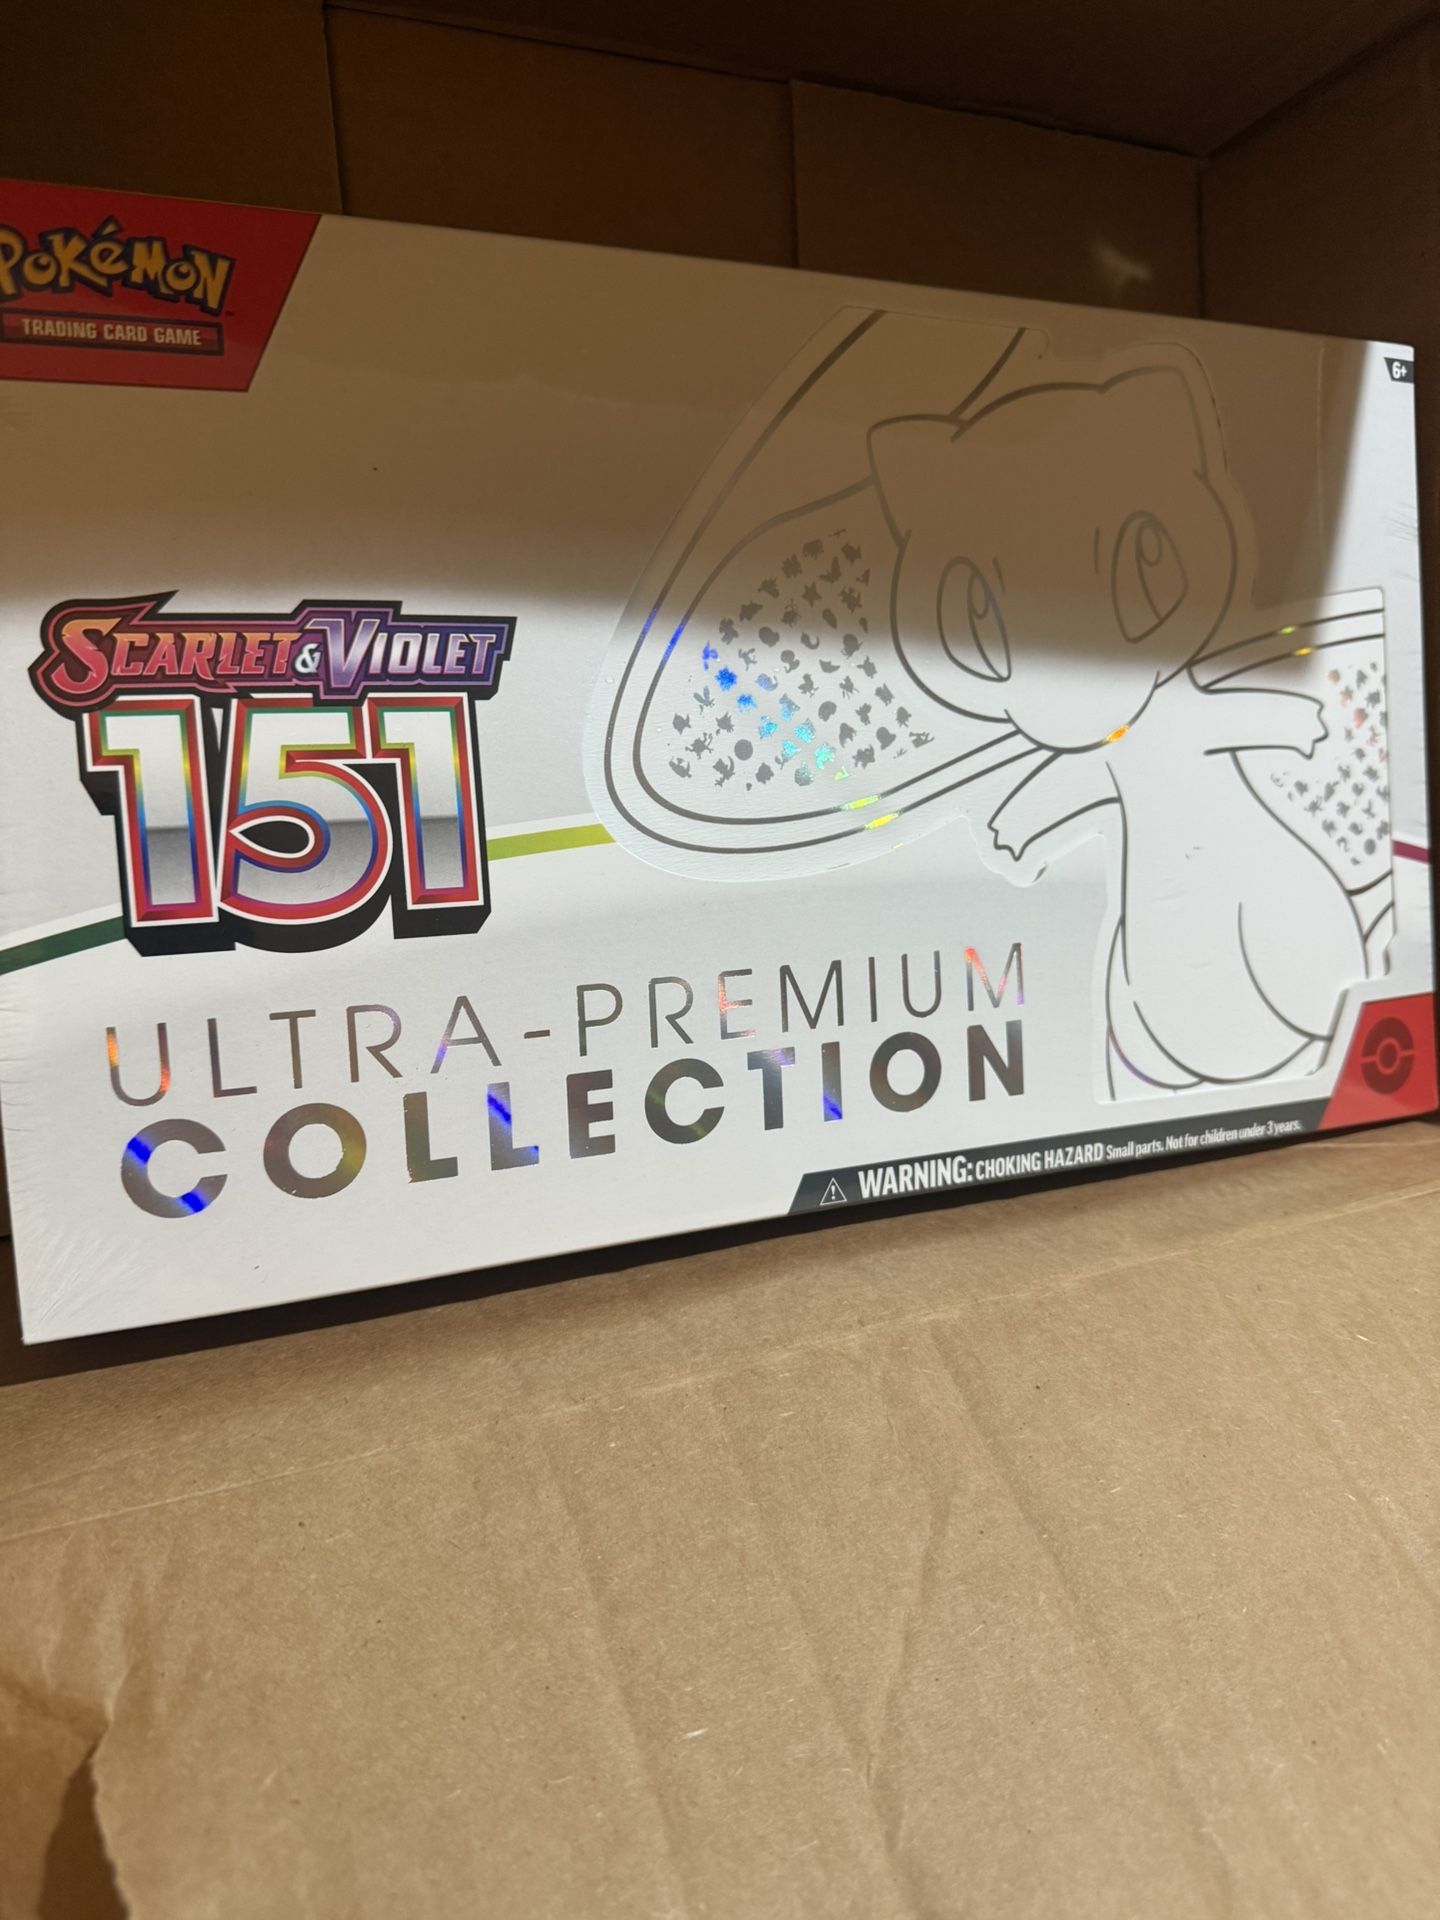 POKéMON
TRADING CARD GAME
6+
SCARLET & VIOLET
151
ULTRA-PREMIUM
COLLECTION
WARNING: CHOKING HAZARD Small parts. Not for children under 3 years.